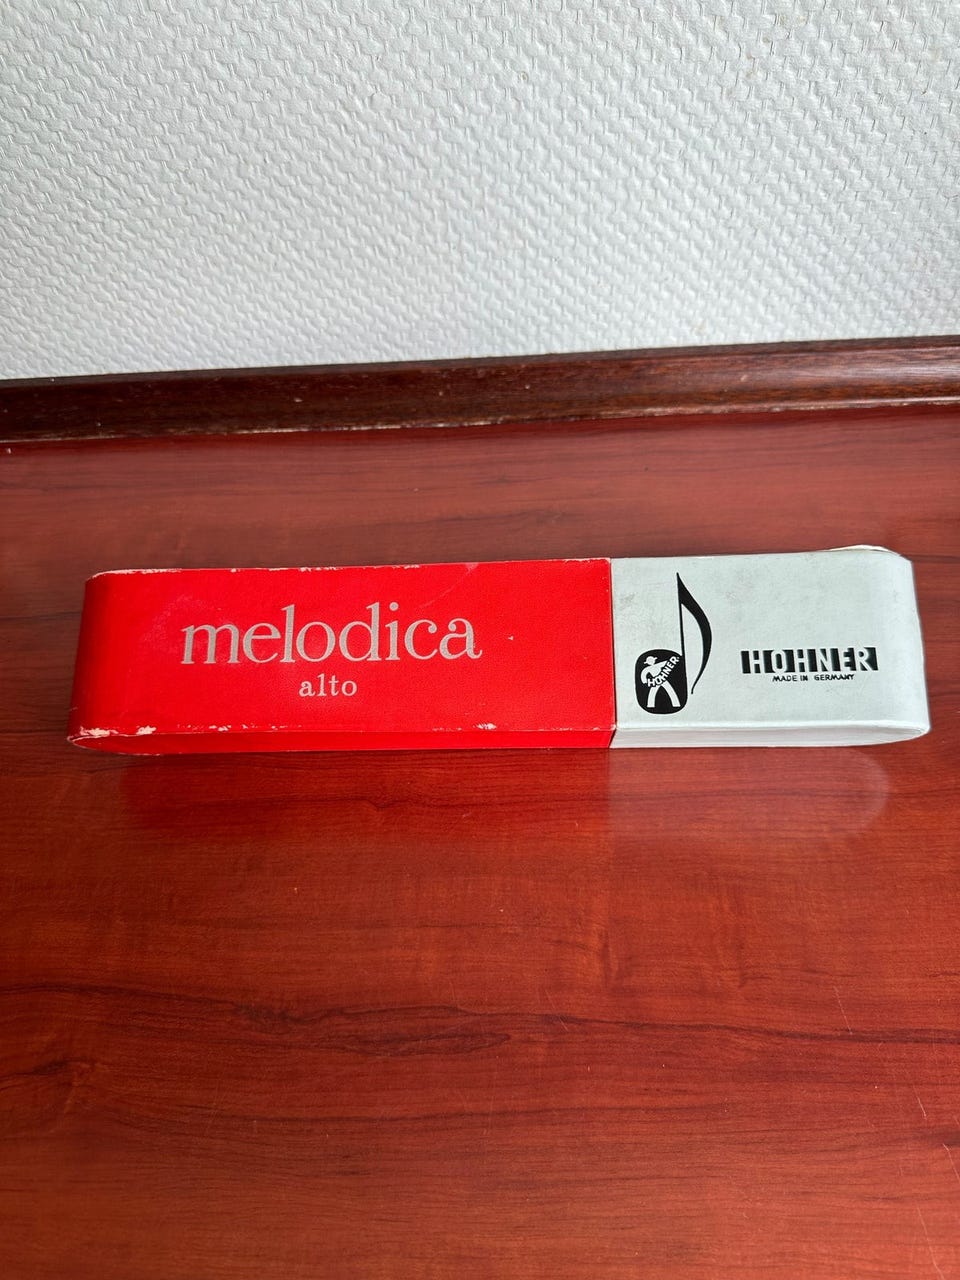 melodica
alto
HOHNER
HOHNER
MADE IN GERMANY